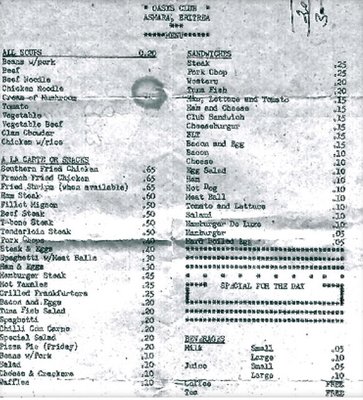 * OASYS CLUB *
ASMARA, ERITREA
***
*****MENU*****
ALL SOUPS 0.20
Beans w/pork
Beef
Beef Noodle
Chicken Noodle
Cream of Mushroom
Tomato
Vegetable
Vegetable Beef
Clam Chowder
Chicken w/rice
A LA CARTE OR SNACKS
Southern Fried Chicken .65
French Fried Chicken .65
Fried Shrips (when available) .65
Ham Steak .60
Fillet Mignon .50
Beef Steak .50
T-bone Steak .50
Tenderloin Steak .50
Pork Chops .40
Steak & Eggs
Spaghetti w/Meat Balls .30
Ham & Eggs .30
Hamburger Steak .25
Hot Tamales .25
Grilled Frankfurters .25
Bacon and Eggs .20
Tuna Fish Salad .20
Spaghetti .20
Chilli Con Carne .20
Special Salad .20
Pizza Pie (Friday) .20
Beans w/Pork .10
Salad .10
Cheese & Crackers .10
Waffles .10
SANDWICHES
Steak .25
Pork Chop .25
Western .20
Tuna Fish .20
Ham, Lettuce and Tomato .15
Ham and Cheese .15
Club Sandwich .15
Cheeseburger .15
BLT .15
Bacon and Egg .15
Bacon .10
Cheese .10
Egg Salad .10
Ham .10
Hot Dog .10
Meat Ball .10
Tomato and Lettuce .10
Salami .10
Hamburger De Luxe .10
Hamburger
Hard Boiled Egg
SPECIAL FOR THE DAY
BEVERAGES
Milk Small .05
Large .10
Juice Small .05
Large .10
Coffee FREE
Tea FREE